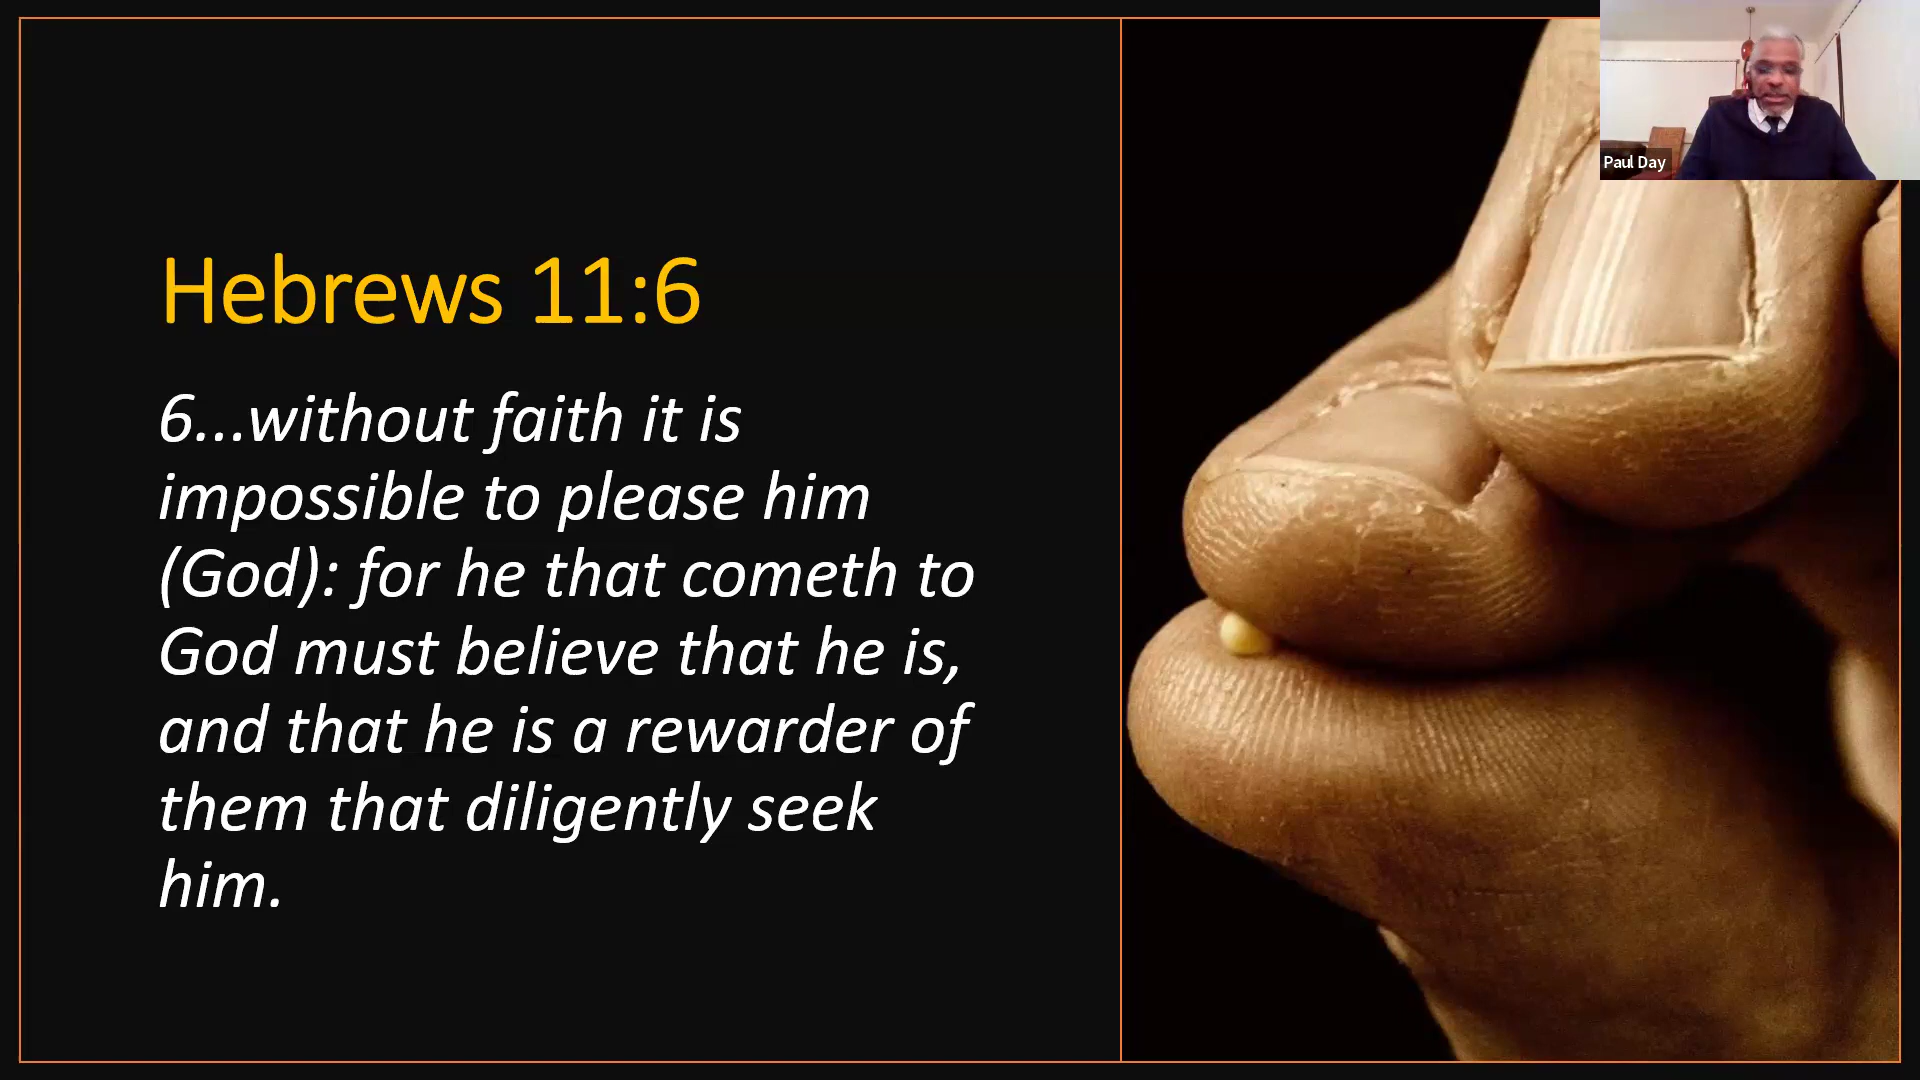 Paul Day
Hebrews 11:6
6...without faith it is
impossible to please him
(God): for he that cometh to
God must believe that he is,
and that he is a rewarder of
them that diligently seek
him.